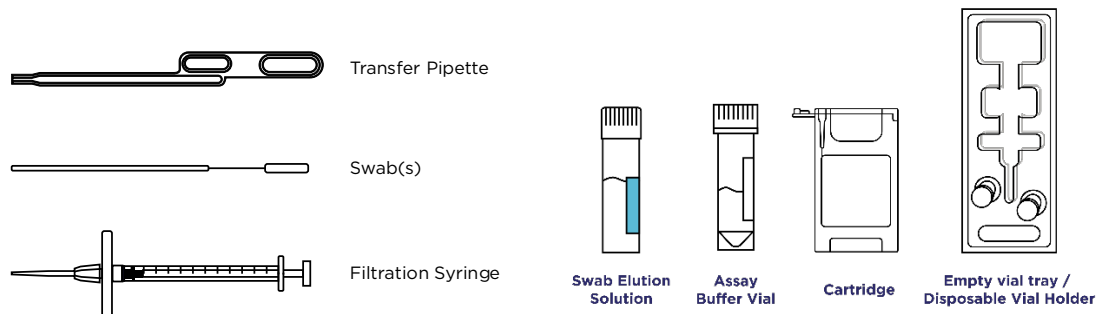 Transfer Pipette
Swab(s)
Filtration Syringe
Swab Elution
Solution
Assay
Buffer Vial
Cartridge
Empty vial tray /
Disposable Vial Holder